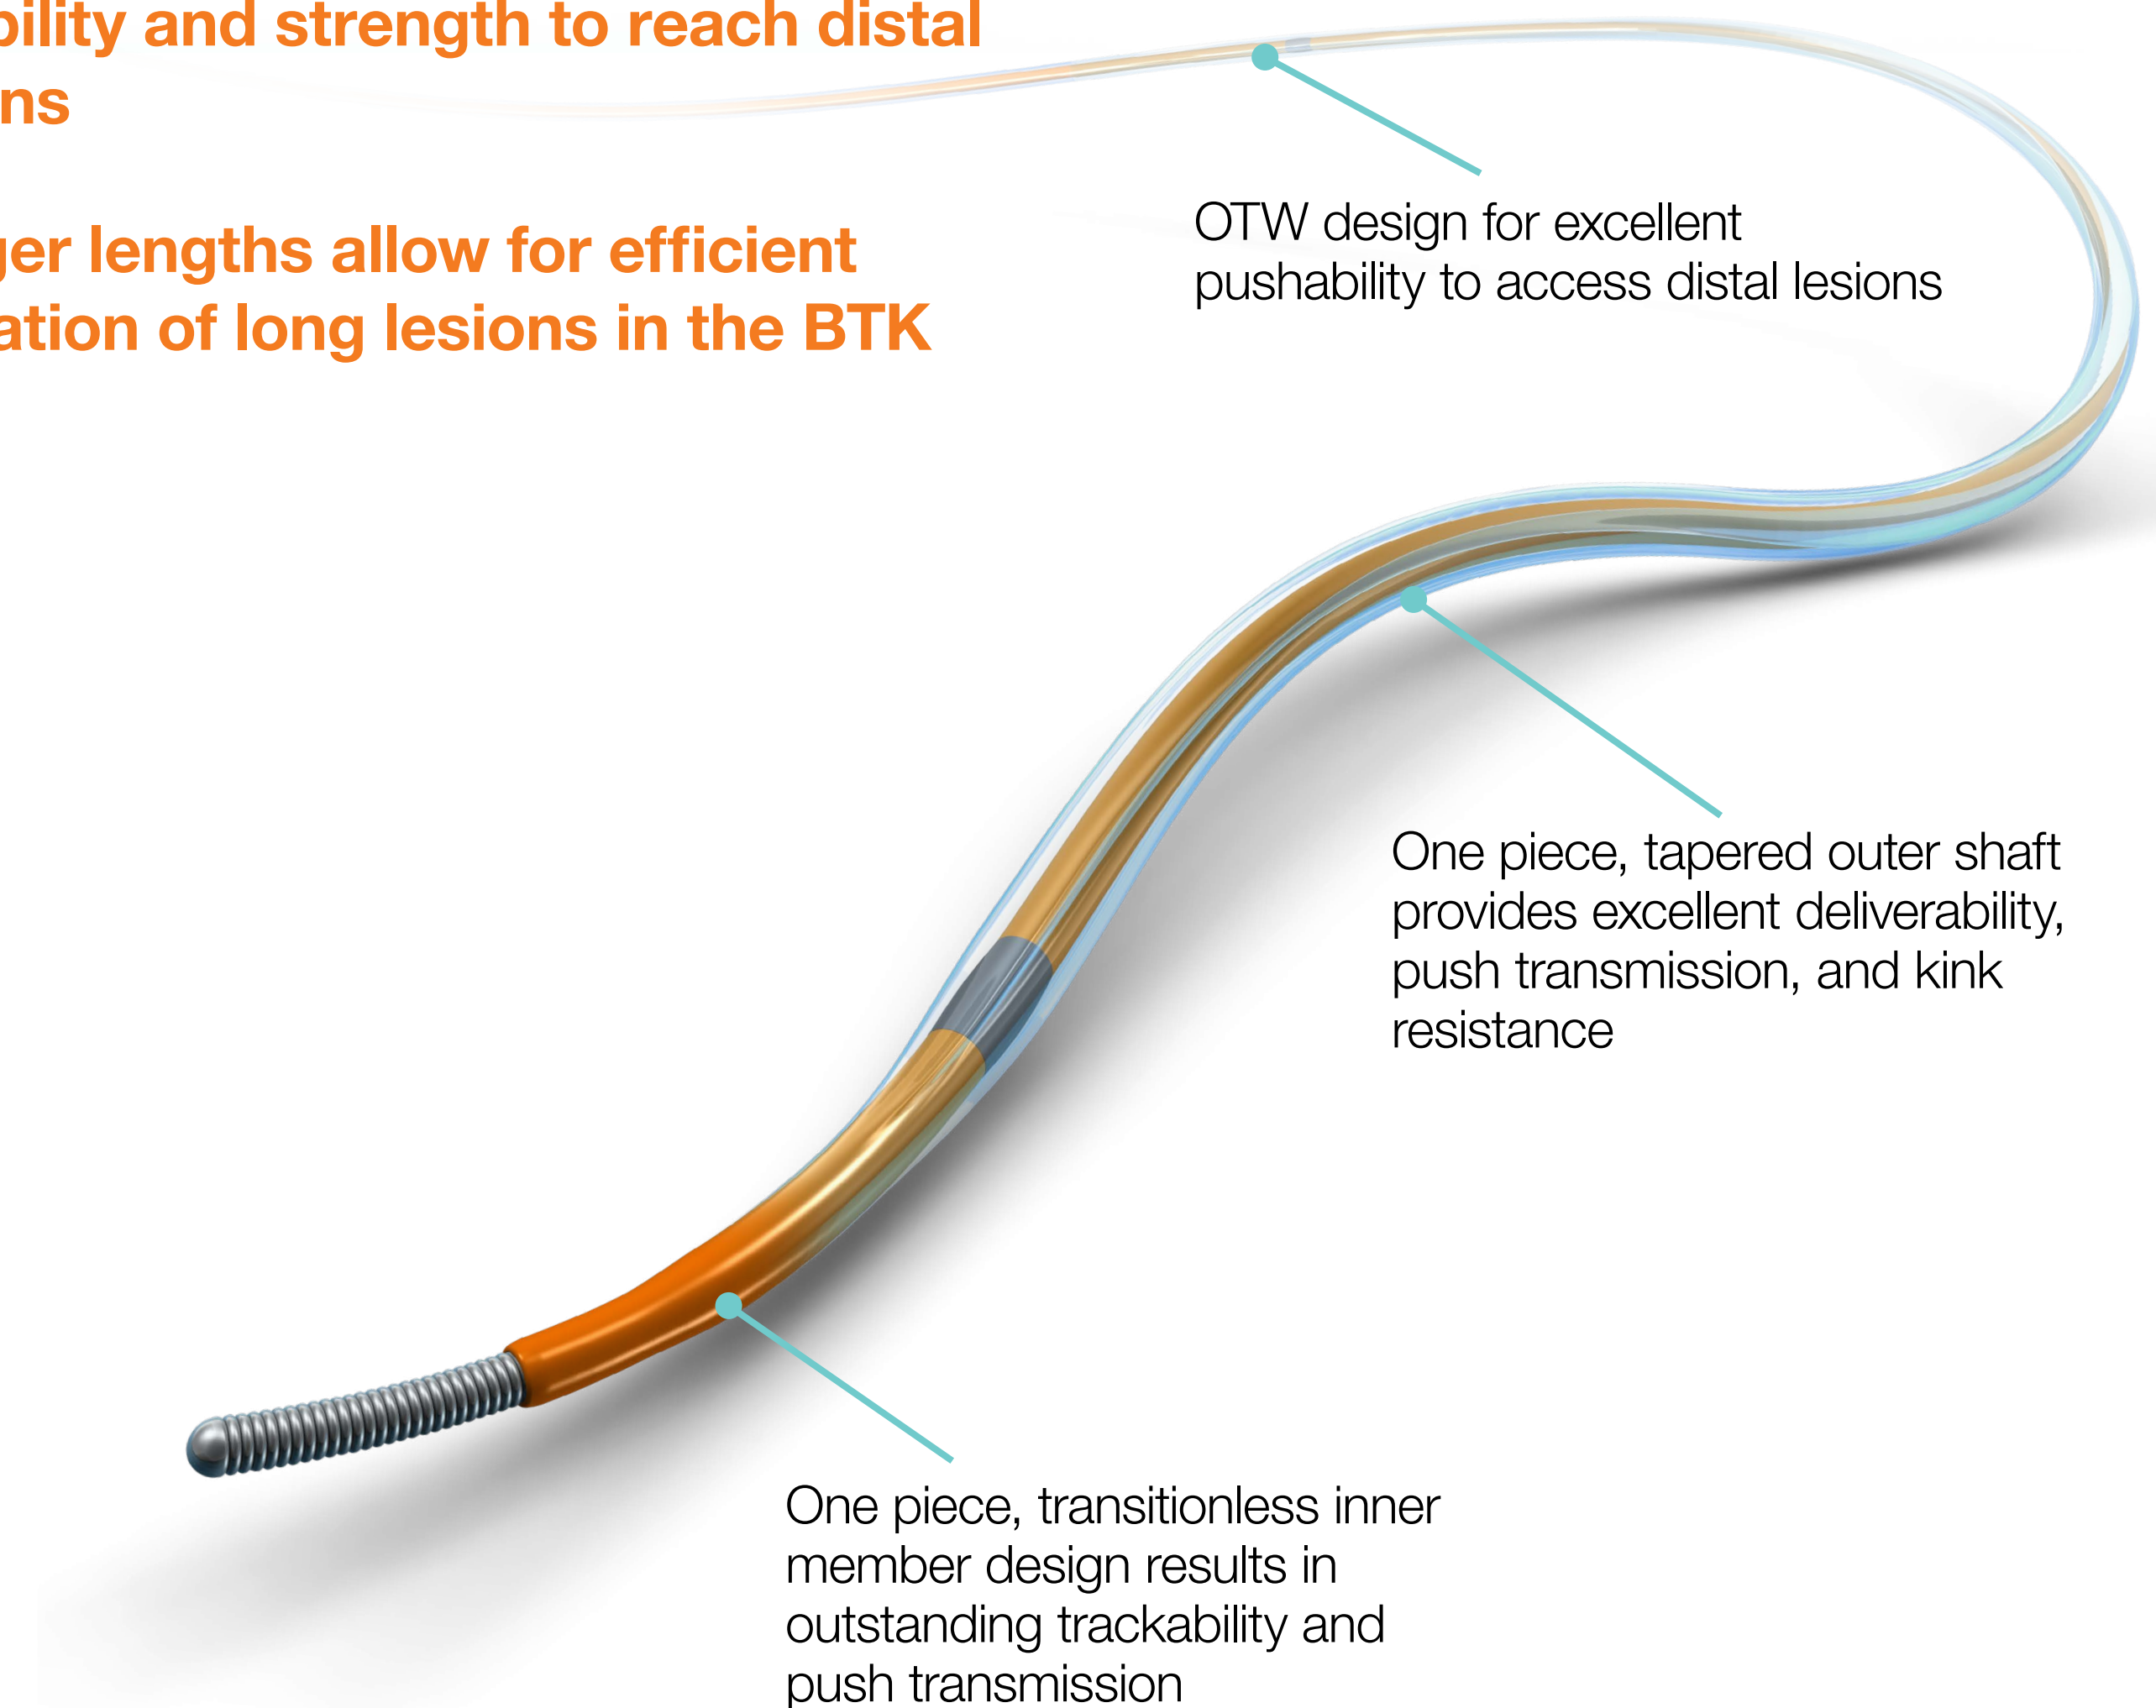 bility and strength to reach distal
ns
ger lengths allow for efficient
ation of long lesions in the BTK
OTW design for excellent
pushability to access distal lesions
One piece, tapered outer shaft
provides excellent deliverability,
push transmission, and kink
resistance
One piece, transitionless inner
member design results in
outstanding trackability and
push transmission